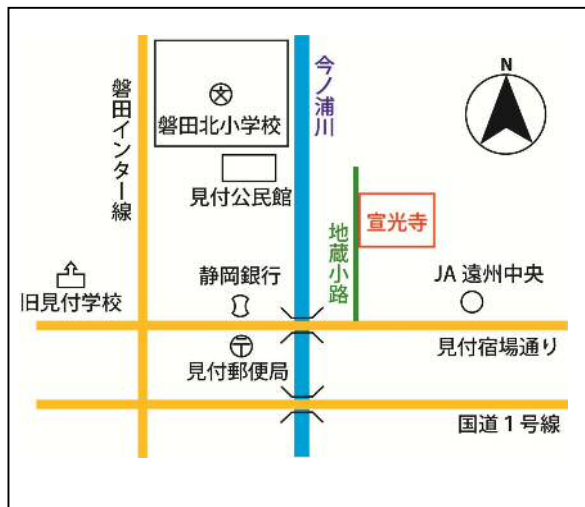 N
磐田インター線
磐田北小学校
今ノ浦川
見付公民館
宣光寺
地蔵小路
静岡銀行
JA 遠州中央
旧見付学校
見付宿場通り
見付郵便局
国道1号線